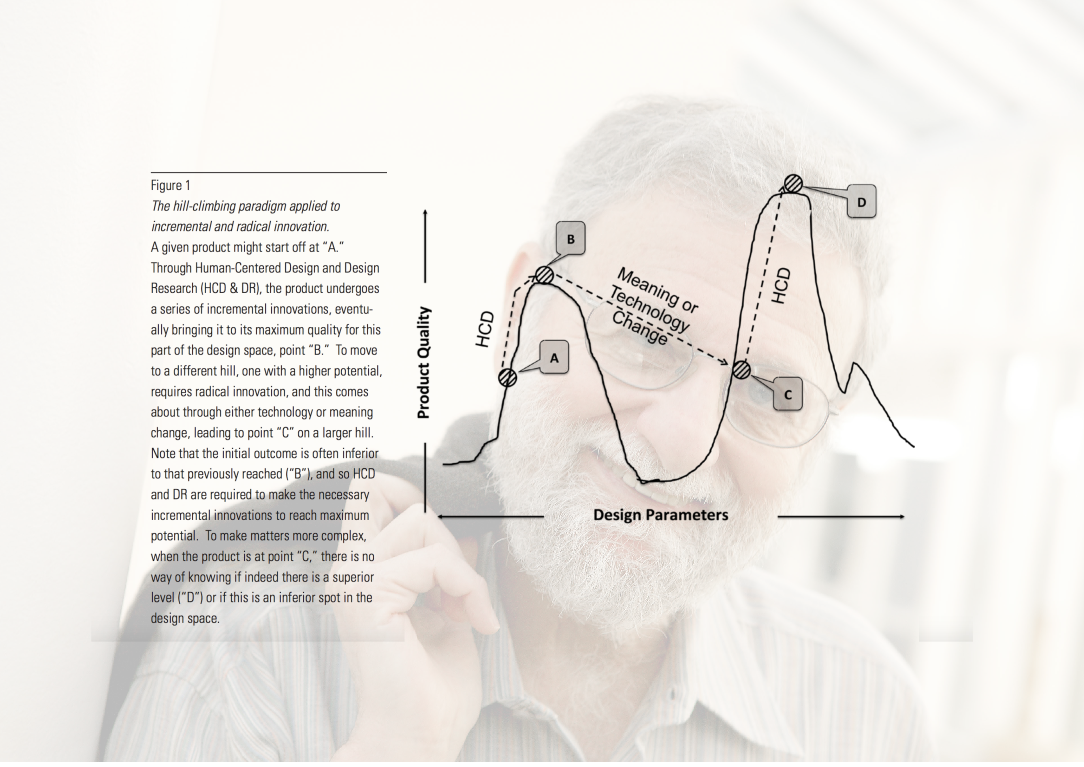 Figure 1
The hill-climbing paradigm applied to
incremental and radical innovation.
A given product might start off at “A.”
Through Human-Centered Design and Design
Research (HCD & DR), the product undergoes
a series of incremental innovations, eventu-
ally bringing it to its maximum quality for this
part of the design space, point “B.”  To move
to a different hill, one with a higher potential,
requires radical innovation, and this comes
about through either technology or meaning
change, leading to point “C” on a larger hill.
Note that the initial outcome is often inferior
to that previously reached (“B”), and so HCD
and DR are required to make the necessary
incremental innovations to reach maximum
potential.  To make matters more complex,
when the product is at point “C,” there is no
way of knowing if indeed there is a superior
level (“D”) or if this is an inferior spot in the
design space.
Product Quality
HCD
A
B
Meaning or
Technology
Change
HCD
C
D
Design Parameters